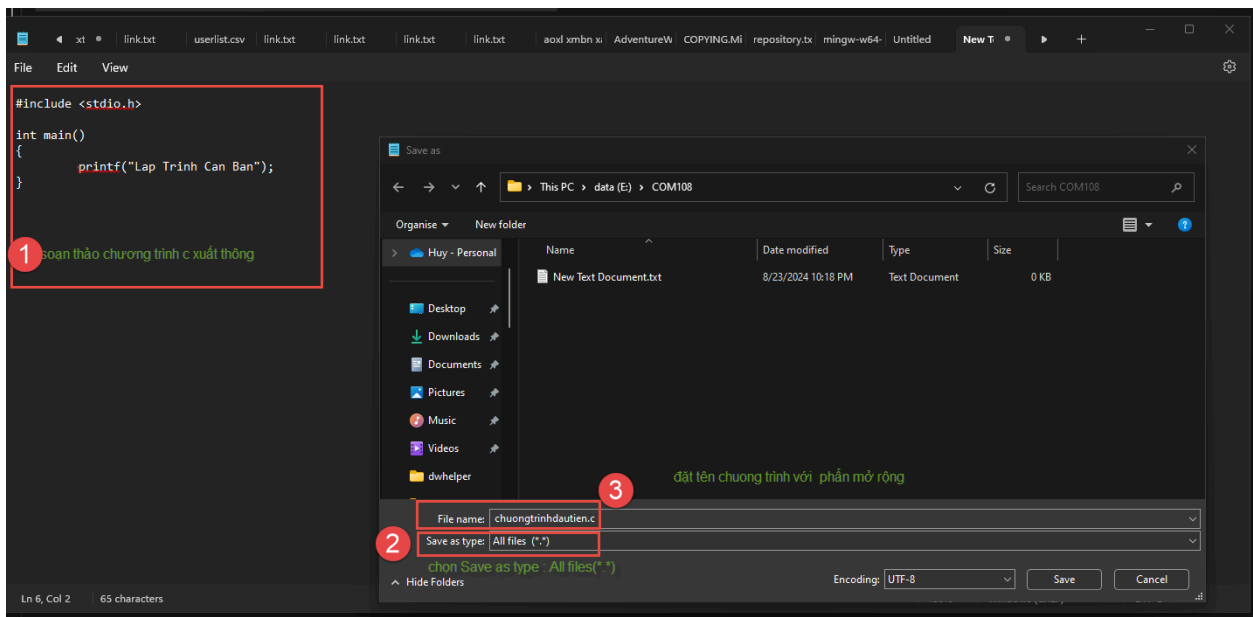 xt link.txt userlist.csv link.txt link.txt link.txt link.txt aoxl xmbn xi AdventureW COPYING.Mi repository.tx mingw-w64- Untitled New T
File Edit View
#include <stdio.h>
int main()
{
printf("Lap Trinh Can Ban");
}
1
soạn thảo chương trình c xuất thông
Save as
This PC > data (E:) > COM108
Search COM108
Organise New folder
Huy - Personal
Name Date modified Type Size
New Text Document.txt 8/23/2024 10:18 PM Text Document 0 KB
Desktop
Downloads
Documents
Pictures
Music
Videos
dwhelper
đặt tên chuong trình với phần mở rộng
3
File name: chuongtrinhdautien.c
2
Save as type: All files (*.*)
chọn Save as type : All files(*.*)
Hide Folders
Encoding: UTF-8 Save Cancel
Ln 6, Col 2 65 characters